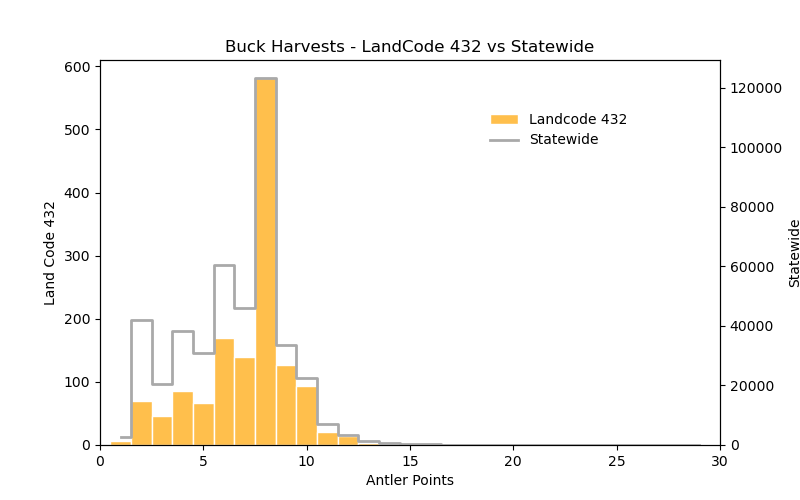 Buck Harvests - LandCode 432 vs Statewide
600
500
400
300
200
100
0
Land Code 432
Landcode 432
Statewide
120000
100000
80000
60000
40000
20000
0
Statewide
0 5 10 15 20 25 30
Antler Points